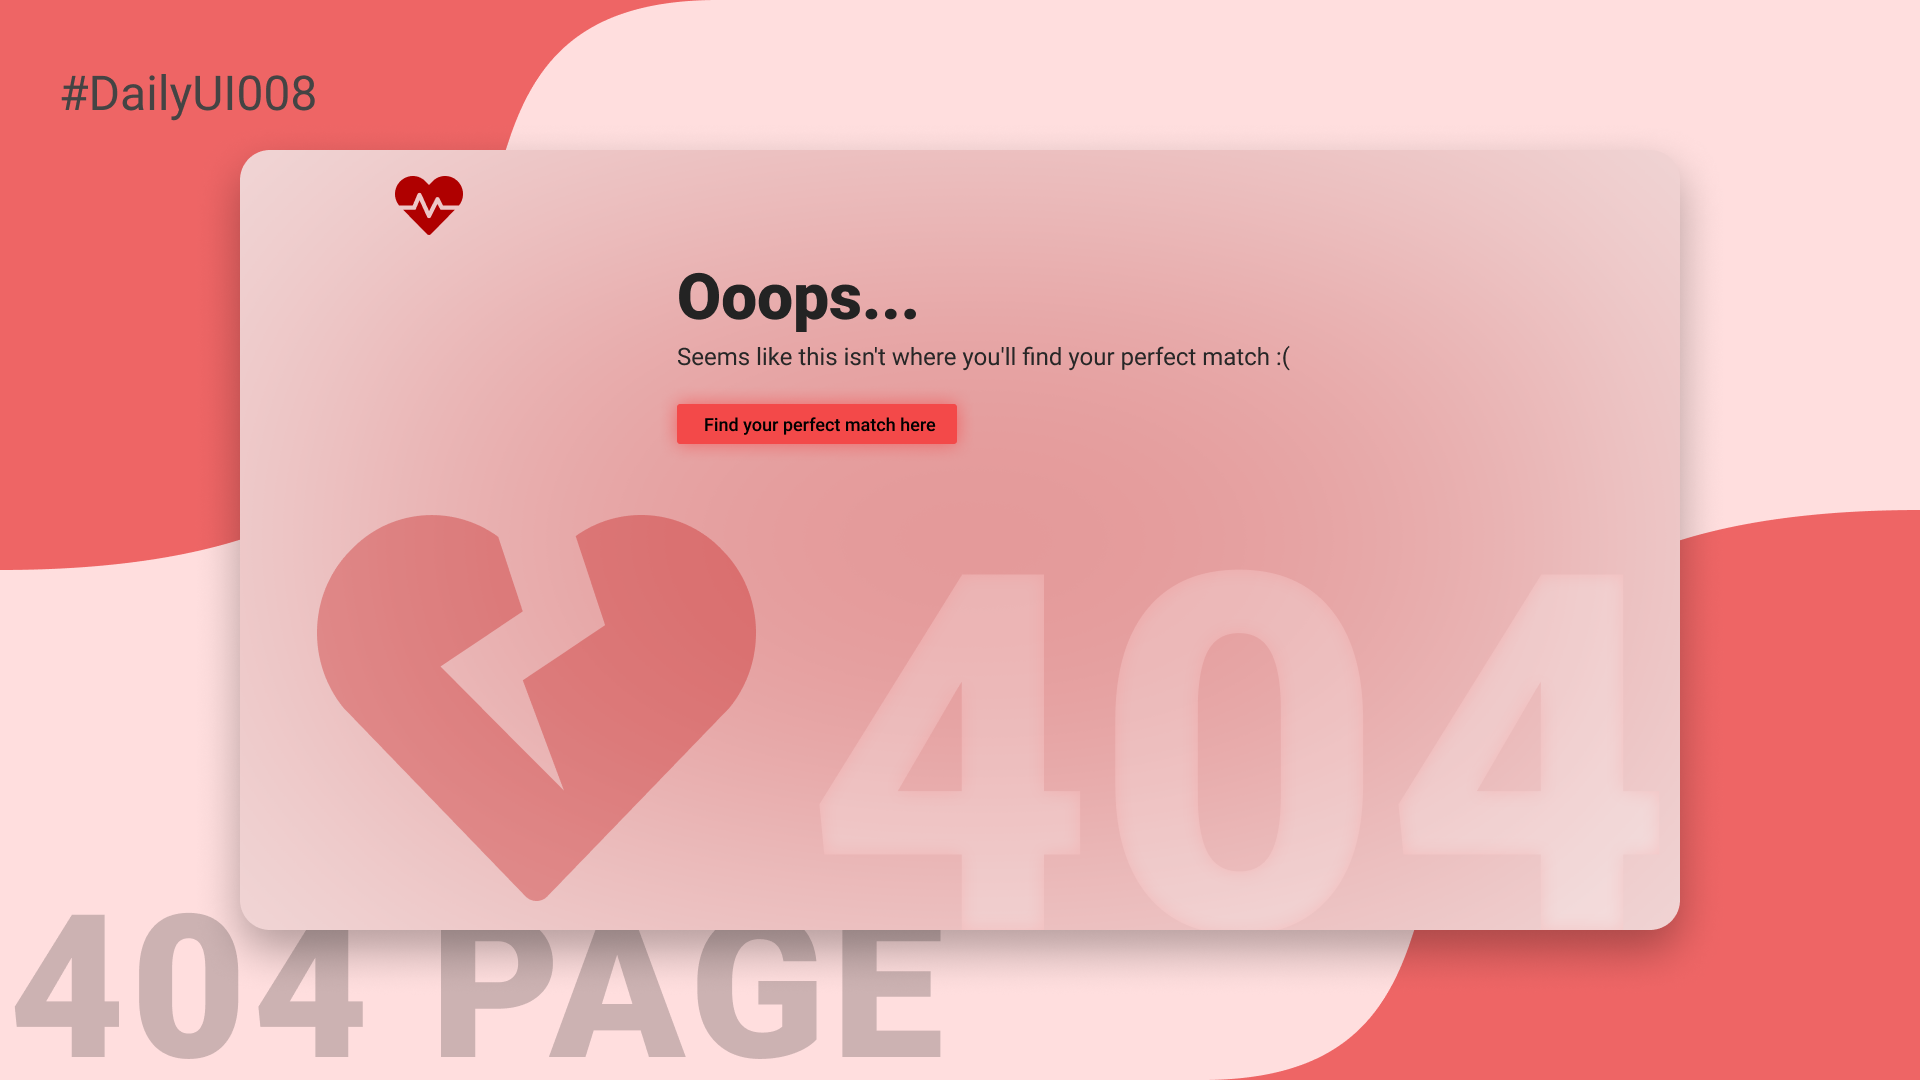 #DailyUI008
Ooops...
Seems like this isn't where you'll find your perfect match :(
Find your perfect match here
404
404 PAGE